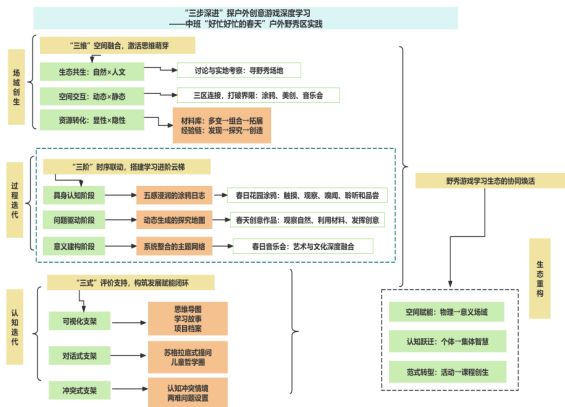 “三步深进”探户外创意游戏深度学习
——中班“好忙好忙的春天”户外野秀区实践
场域创生
“三维”空间融合，激活思维萌芽
生态共生：自然×人文
讨论与实地考察：寻野秀场地
空间交互：动态×静态
三区连接，打破界限：涂鸦、美创、音乐会
资源转化：显性×隐性
材料库：多变→组合→拓展
经验链：发现→探究→创造
过程迭代
“三阶”时序联动，搭建学习进阶云梯
具身认知阶段
五感浸润的涂鸦日志
春日花园涂鸦：触摸、观察、嗅闻、聆听和品尝
问题驱动阶段
动态生成的探究地图
春天创意作品：观察自然、利用材料、发挥创意
意义建构阶段
系统整合的主题网络
春日音乐会：艺术与文化深度融合
认知迭代
“三式”评价支持，构筑发展赋能闭环
可视化支架
思维导图
学习故事
项目档案
对话式支架
苏格拉底式提问
儿童哲学圈
冲突式支架
认知冲突情境
两难问题设置
野秀游戏学习生态的协同焕活
生态重构
空间赋能：物理→意义场域
认知跃迁：个体→集体智慧
范式转型：活动→课程创生